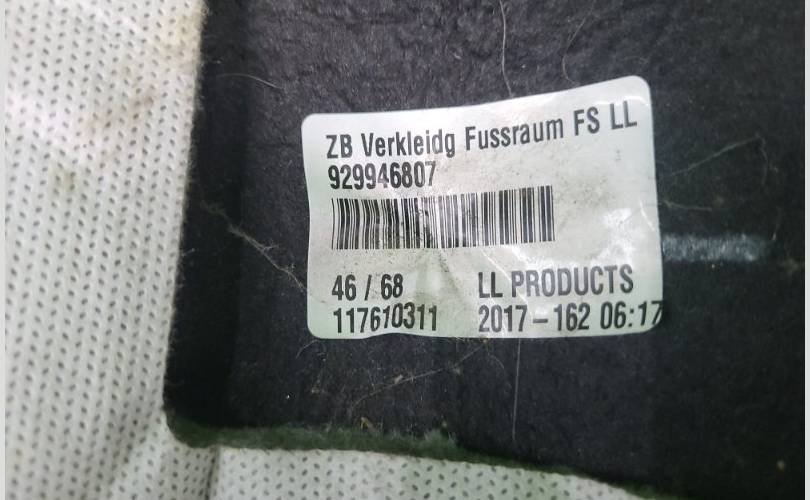 ZB Verkleidg Fussraum FS LL
929946807
46 / 68 LL PRODUCTS
117610311 2017-162 06:17